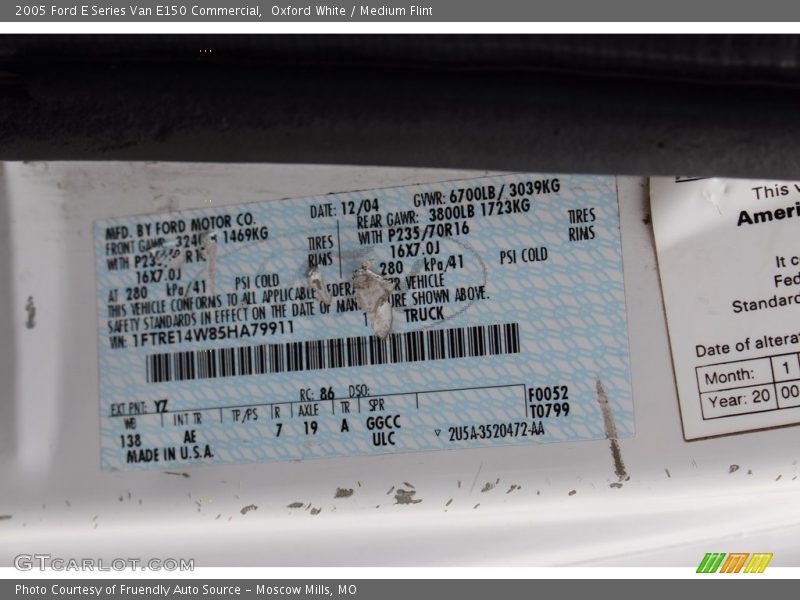 2005 Ford E Series Van E150 Commercial, Oxford White / Medium Flint
MFD. BY FORD MOTOR CO. DATE: 12/04 GVWR: 6700LB/ 3039KG
FRONT GAWR: 1469KG REAR GAWR: 3800LB 1723KG
WITH TIRES WITH P235/70R16 TIRES
16X7.0J RIMS 16X7.0J RIMS
AT 280 kPa/41 PSI COLD 280 kPa/41 PSI COLD
THIS VEHICLE CONFORMS TO ALL APPLICABLE VEHICLE
SAFETY STANDARDS IN EFFECT ON THE DATE OF SHOWN ABOVE.
VIN: 1FTRE14W85HA79911 TRUCK
EXT PNT: YZ RC: 86 DSO: F0052
WB INT TR TP/PS R AXLE TR SPR T0799
138 AE 7 19 A GGCC
MADE IN U.S.A. ULC ▿ 2U5A-3520472-AA
This
Ameri
It c
Fed
Standard
Date of altera
Month: 1
Year: 20 00
GTCARLOT.COM
Photo Courtesy of Fruendly Auto Source - Moscow Mills, MO